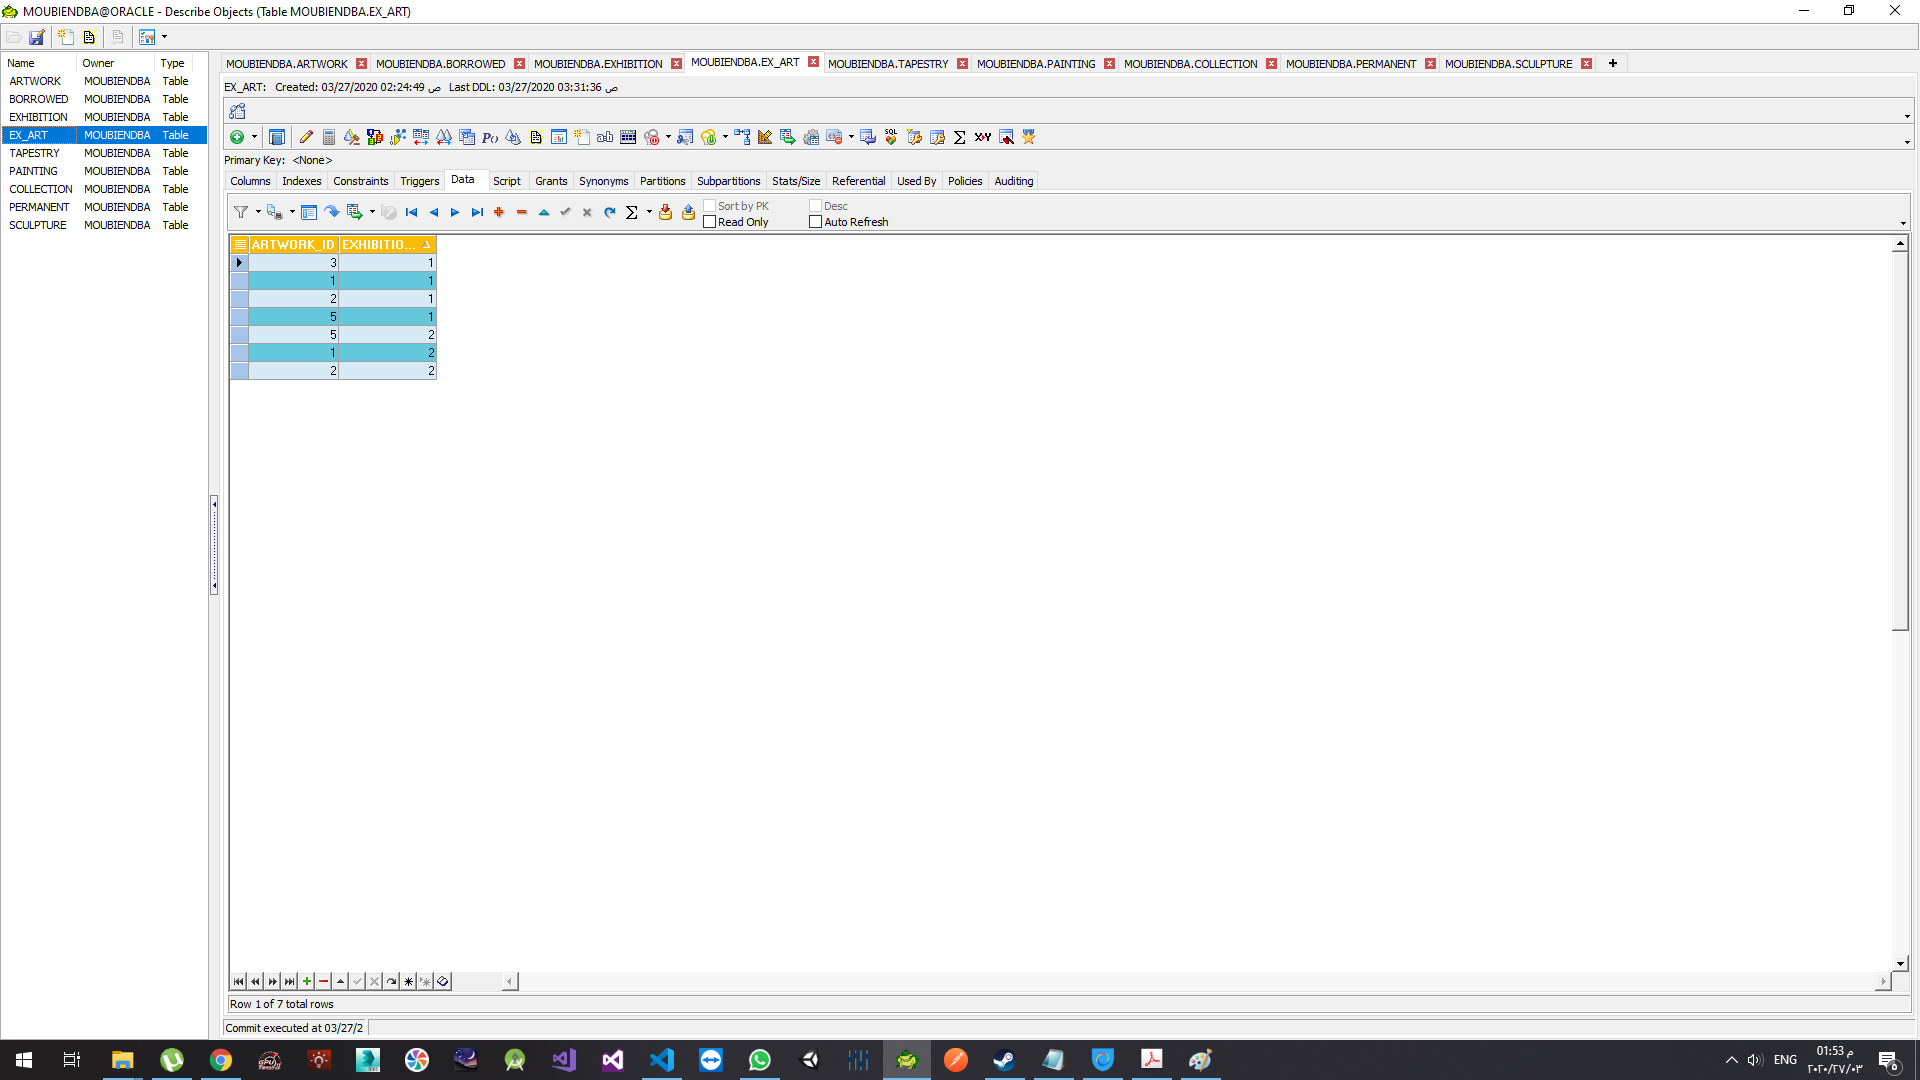 MOUBIENDBA@ORACLE - Describe Objects (Table MOUBIENDBA.EX_ART)
Name Owner Type
ARTWORK MOUBIENDBA Table
BORROWED MOUBIENDBA Table
EXHIBITION MOUBIENDBA Table
EX_ART MOUBIENDBA Table
TAPESTRY MOUBIENDBA Table
PAINTING MOUBIENDBA Table
COLLECTION MOUBIENDBA Table
PERMANENT MOUBIENDBA Table
SCULPTURE MOUBIENDBA Table
MOUBIENDBA.ARTWORK MOUBIENDBA.BORROWED MOUBIENDBA.EXHIBITION MOUBIENDBA.EX_ART MOUBIENDBA.TAPESTRY MOUBIENDBA.PAINTING MOUBIENDBA.COLLECTION MOUBIENDBA.PERMANENT MOUBIENDBA.SCULPTURE
EX_ART: Created: 03/27/2020 02:24:49 ص Last DDL: 03/27/2020 03:31:36 ص
Primary Key: <None>
Columns Indexes Constraints Triggers Data Script Grants Synonyms Partitions Subpartitions Stats/Size Referential Used By Policies Auditing
Sort by PK Desc
Read Only Auto Refresh
ARTWORK_ID EXHIBITIO...
3 1
1 1
2 1
5 1
5 2
1 2
2 2
Row 1 of 7 total rows
Commit executed at 03/27/2
ENG
01:53 م
٢٠٢٠/٢٧/٠٣